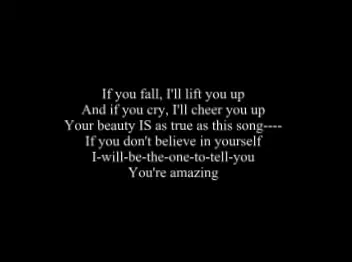 If you fall, I'll lift you up
And if you cry, I'll cheer you up
Your beauty IS as true as this song----
If you don't believe in yourself
I-will-be-the-one-to-tell-you
You're amazing